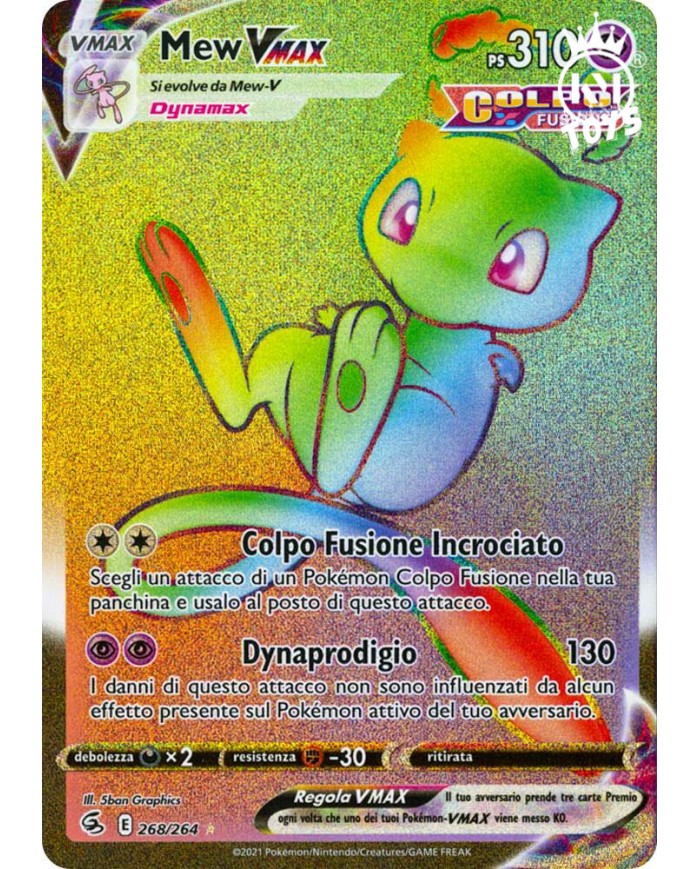 VMAX
Mew VMAX
PS 310
Si evolve da Mew-V
Dynamax
COLPO
FUSIONE
TOYS
Colpo Fusione Incrociato
Scegli un attacco di un Pokémon Colpo Fusione nella tua
panchina e usalo al posto di questo attacco.
Dynaprodigio 130
I danni di questo attacco non sono influenzati da alcun
effetto presente sul Pokémon attivo del tuo avversario.
debolezza ×2 resistenza -30 ritirata
Ill. 5ban Graphics
E 268/264
Regola VMAX Il tuo avversario prende tre carte Premio
ogni volta che uno dei tuoi Pokémon-VMAX viene messo KO.
©2021 Pokémon/Nintendo/Creatures/GAME FREAK